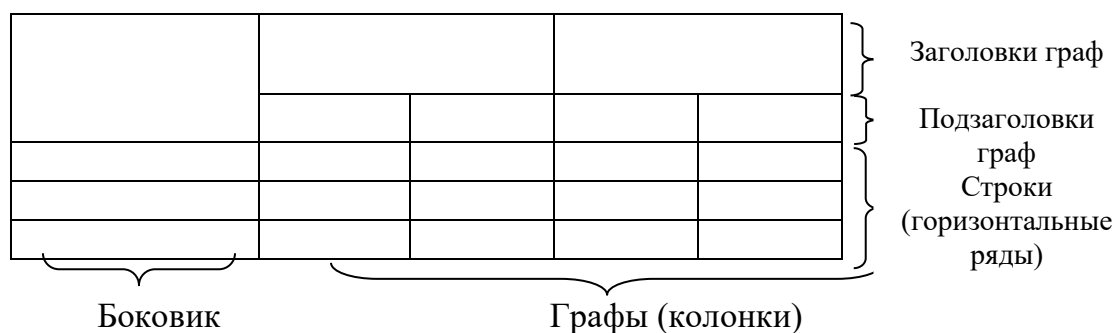 Заголовки граф
Подзаголовки
граф
Строки
(горизонтальные
ряды)
Боковик
Графы (колонки)